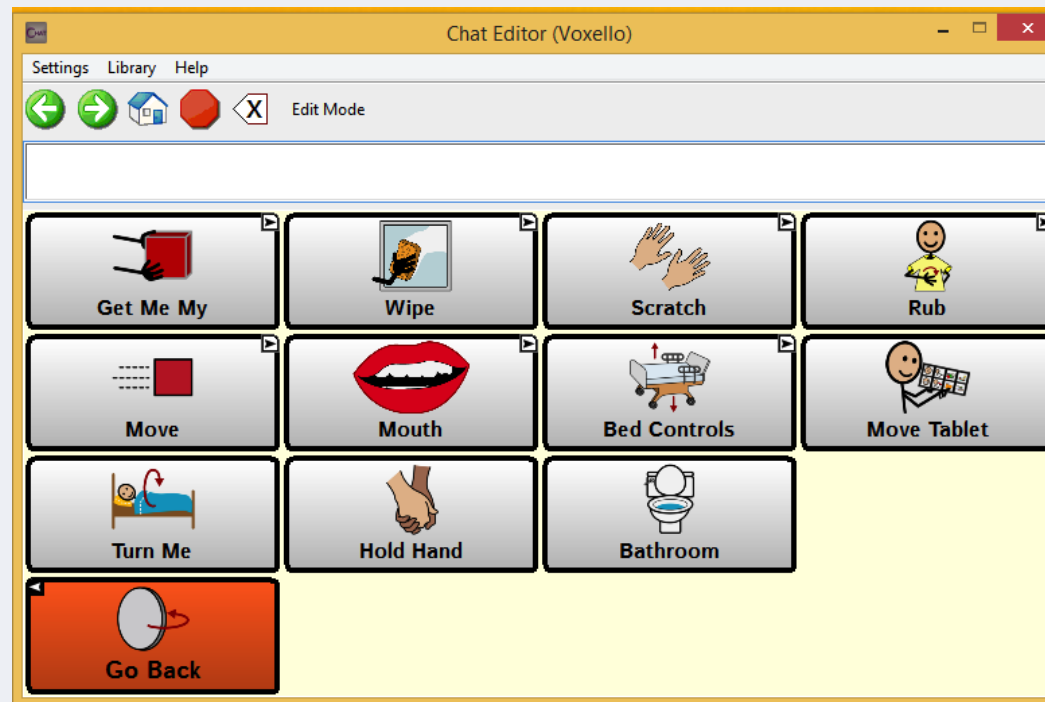 Chat Editor (Voxello)
Settings Library Help
X Edit Mode
Get Me My
Wipe
Scratch
Rub
Move
Mouth
Bed Controls
Move Tablet
Turn Me
Hold Hand
Bathroom
Go Back